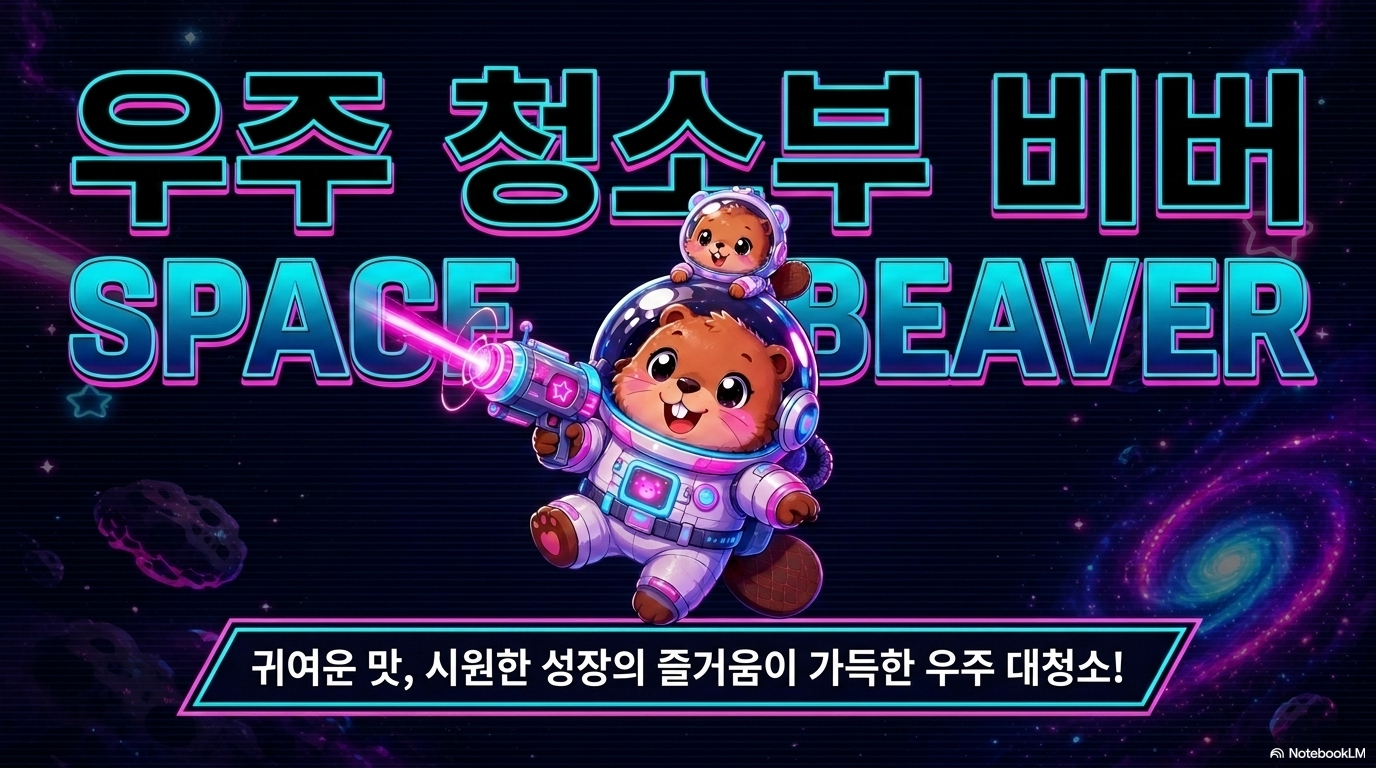 우주 청소부 비버
SPACE BEAVER
귀여운 맛, 시원한 성장의 즐거움이 가득한 우주 대청소!
NotebookLM